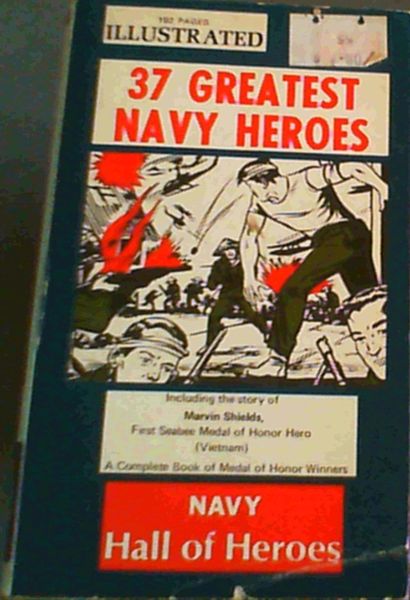 192 PAGES
ILLUSTRATED
37 GREATEST
NAVY HEROES
Including the story of
Marvin Shields,
First Seabee Medal of Honor Hero
(Vietnam)
A Complete Book of Medal of Honor Winners
NAVY
Hall of Heroes